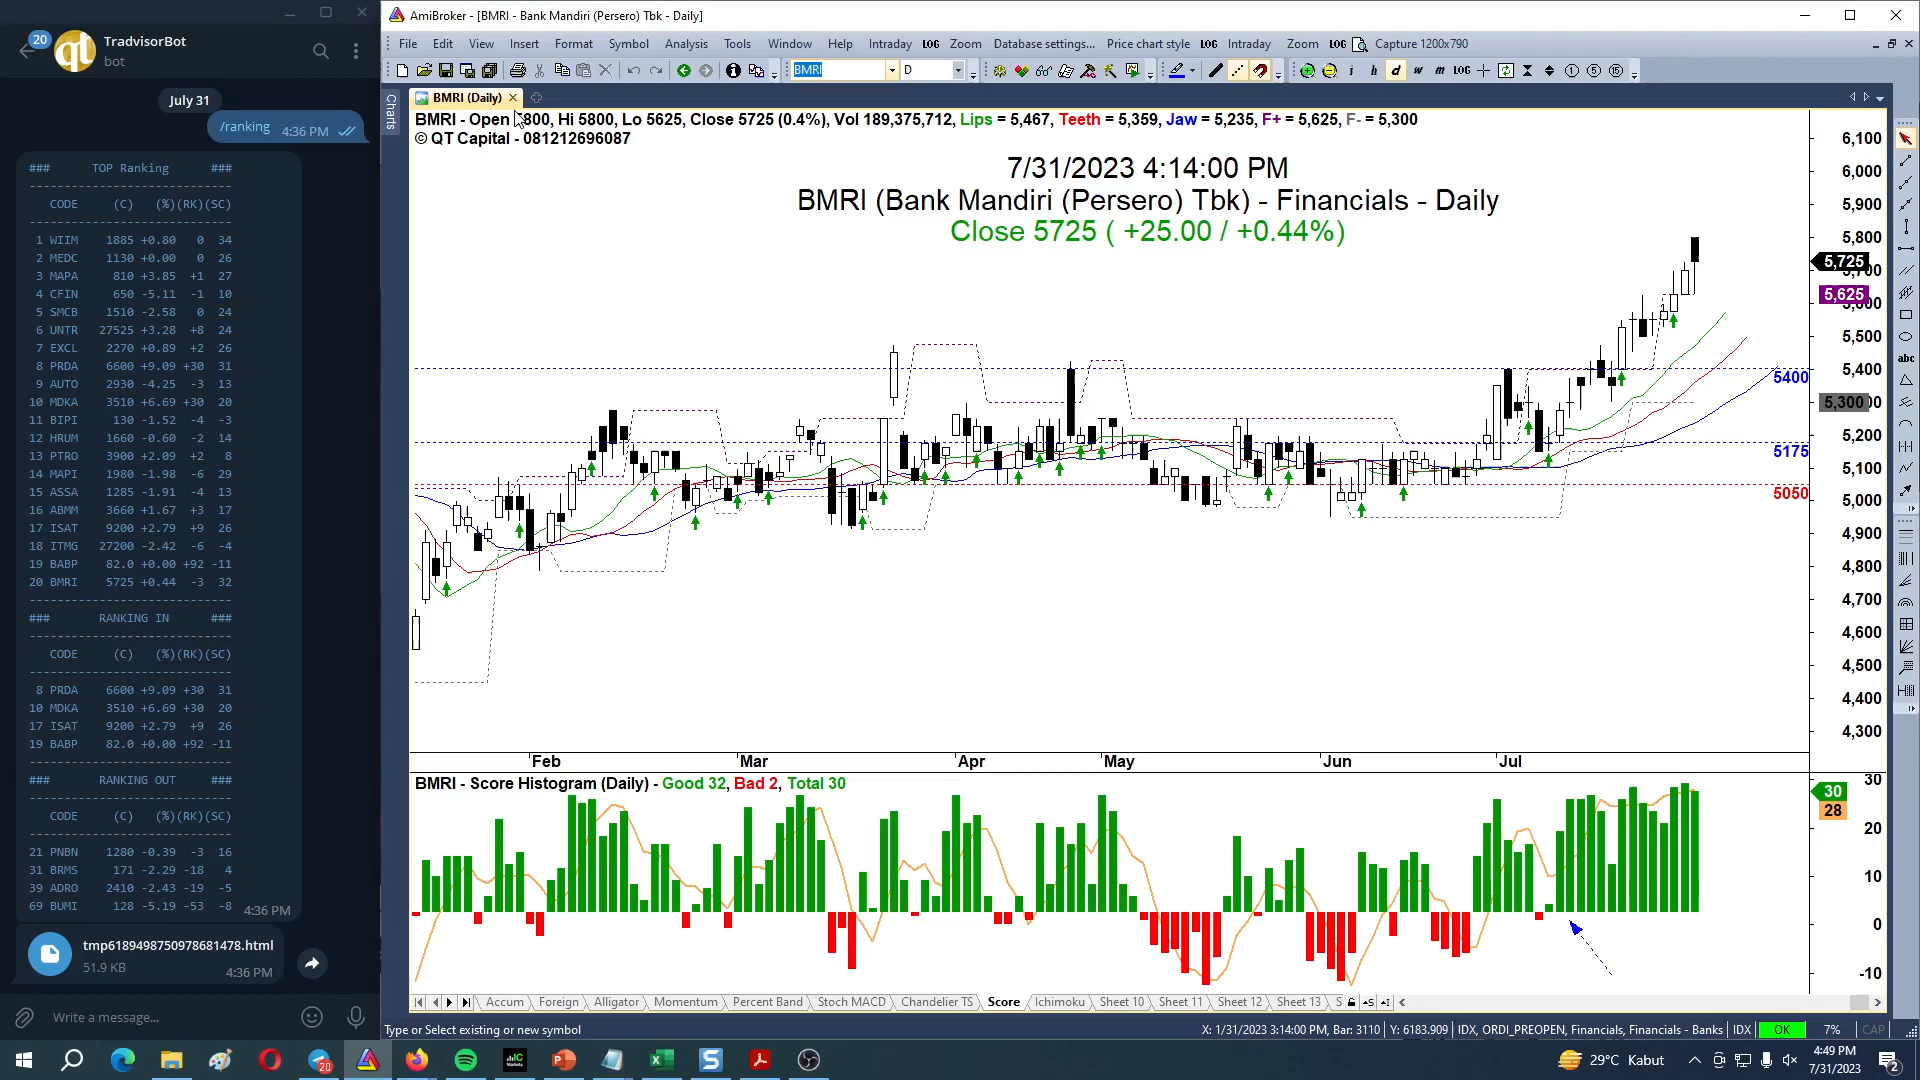 20
TradvisorBot
bot
July 31
/ranking 4:36 PM
### TOP Ranking ###
CODE (C) (%)(RK)(SC)
1 WIIM 1885 +0.80 0 34
2 MEDC 1130 +0.00 0 26
3 MAPA 810 +3.85 +1 27
4 CFIN 650 -5.11 -1 10
5 SMCB 1510 -2.58 0 24
6 UNTR 27525 +3.28 +8 24
7 EXCL 2270 +0.89 +2 26
8 PRDA 6600 +9.09 +30 31
9 AUTO 2930 -4.25 -3 13
10 MDKA 3510 +6.69 +30 20
11 BIPI 130 -1.52 -4 -3
12 HRUM 1660 -0.60 -2 14
13 PTRO 3900 +2.09 +2 8
14 MAPI 1980 -1.98 -6 29
15 ASSA 1285 -1.91 -4 13
16 ABMM 3660 +1.67 +3 17
17 ISAT 9200 +2.79 +9 26
18 ITMG 27200 -2.42 -6 -4
19 BABP 82.0 +0.00 +92 -11
20 BMRI 5725 +0.44 -3 32
### RANKING IN ###
CODE (C) (%)(RK)(SC)
8 PRDA 6600 +9.09 +30 31
10 MDKA 3510 +6.69 +30 20
17 ISAT 9200 +2.79 +9 26
19 BABP 82.0 +0.00 +92 -11
### RANKING OUT ###
CODE (C) (%)(RK)(SC)
21 PNBN 1280 -0.39 -3 16
31 BRMS 171 -2.29 -18 4
39 ADRO 2410 -2.43 -19 -5
69 BUMI 128 -5.19 -53 -8
4:36 PM
tmp6189498750978681478.html
51.9 KB 4:36 PM
Write a message...
AmiBroker - [BMRI - Bank Mandiri (Persero) Tbk - Daily]
File Edit View Insert Format Symbol Analysis Tools Window Help Intraday LOG Zoom Database settings... Price chart style LOG Intraday Zoom LOG Capture 1200x790
BMRI D i h d w m LOG
Charts
BMRI (Daily)
BMRI - Open 5800, Hi 5800, Lo 5625, Close 5725 (0.4%), Vol 189,375,712, Lips = 5,467, Teeth = 5,359, Jaw = 5,235, F+ = 5,625, F- = 5,300
© QT Capital - 081212696087
7/31/2023 4:14:00 PM
BMRI (Bank Mandiri (Persero) Tbk) - Financials - Daily
Close 5725 ( +25.00 / +0.44%)
6,100
6,000
5,900
5,800
5,725
5,700
5,625
5,600
5,500
5,400
5400
5,300
5,200
5175
5,100
5050
5,000
4,900
4,800
4,700
4,600
4,500
4,400
4,300
abc
Feb Mar Apr May Jun Jul
BMRI - Score Histogram (Daily) - Good 32, Bad 2, Total 30
30
30
28
20
10
0
-10
Accum Foreign Alligator Momentum Percent Band Stoch MACD Chandelier TS Score Ichimoku Sheet 10 Sheet 11 Sheet 12 Sheet 13 S
Type or Select existing or new symbol
X: 1/31/2023 3:14:00 PM, Bar: 3110 Y: 6183.909 IDX, ORDI_PREOPEN, Financials, Financials - Banks IDX OK 7% CAP
20
29°C Kabut
4:49 PM
7/31/2023
2